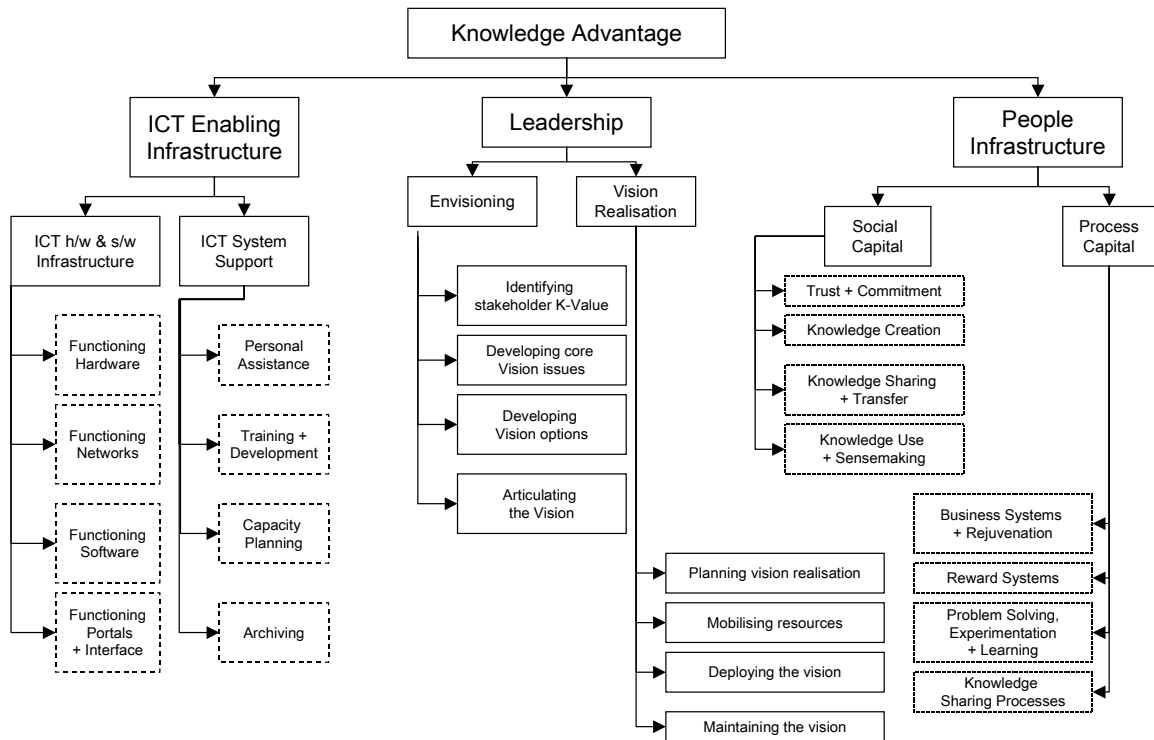 Knowledge Advantage
ICT Enabling
Infrastructure
Leadership
People
Infrastructure
Envisioning
Vision
Realisation
Social
Capital
Process
Capital
ICT h/w & s/w
Infrastructure
ICT System
Support
Functioning
Hardware
Functioning
Networks
Functioning
Software
Functioning
Portals
+ Interface
Personal
Assistance
Training +
Development
Capacity
Planning
Archiving
Identifying
stakeholder K-Value
Developing core
Vision issues
Developing
Vision options
Articulating
the Vision
Planning vision realisation
Mobilising resources
Deploying the vision
Maintaining the vision
Trust + Commitment
Knowledge Creation
Knowledge Sharing
+ Transfer
Knowledge Use
+ Sensemaking
Business Systems
+ Rejuvenation
Reward Systems
Problem Solving,
Experimentation
+ Learning
Knowledge
Sharing Processes